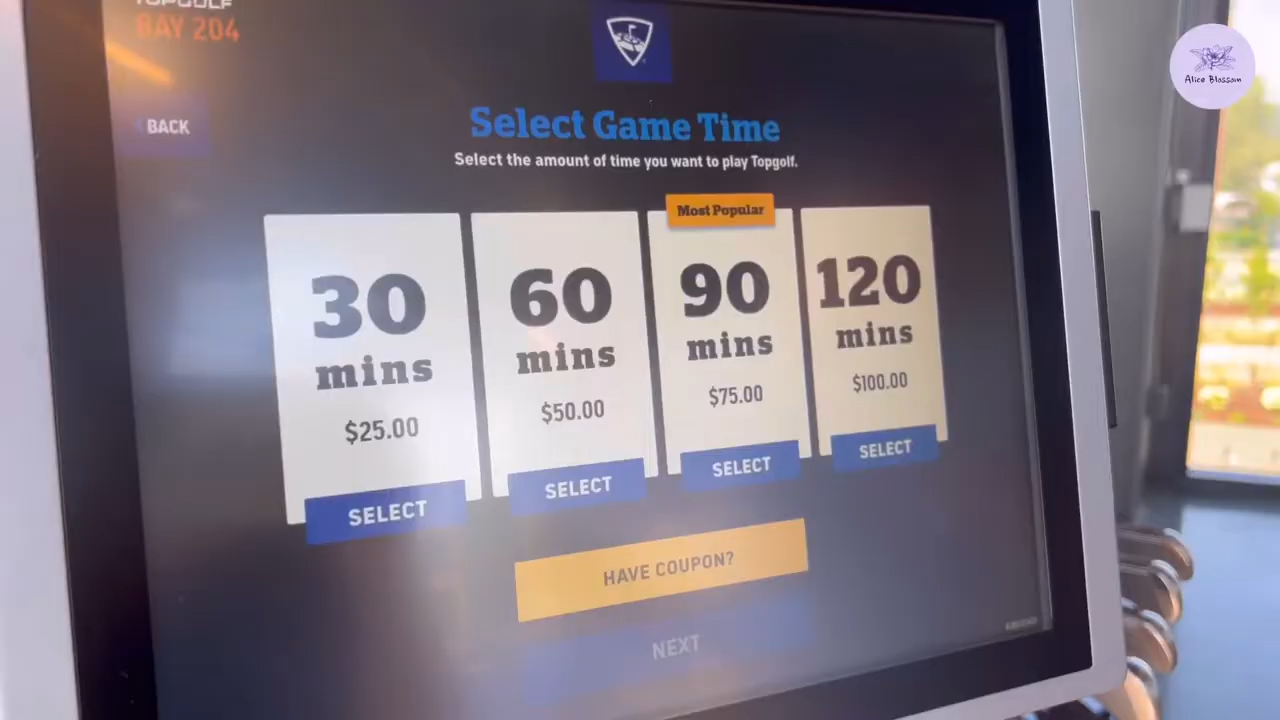 TOPGOLF
BAY 204
BACK
Select Game Time
Select the amount of time you want to play Topgolf.
Most Popular
30
mins
$25.00
SELECT
60
mins
$50.00
SELECT
90
mins
$75.00
SELECT
120
mins
$100.00
SELECT
HAVE COUPON?
NEXT
Alice Blossom